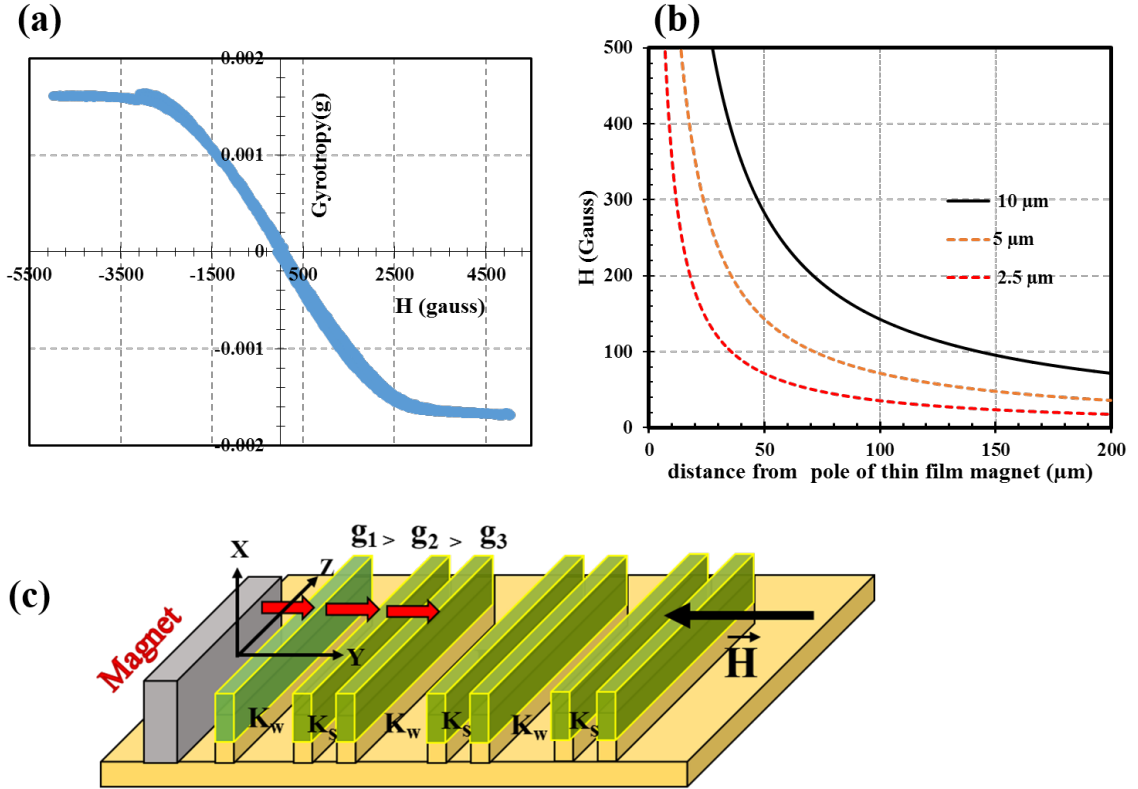 (a)
0.002
0.001
0
-0.001
-0.002
-5500
-3500
-1500
500
2500
4500
Gyrotropy(g)
H (gauss)
(b)
500
400
300
200
100
0
H (Gauss)
10 µm
5 µm
2.5 µm
0
50
100
150
200
distance from pole of thin film magnet (µm)
(c)
g1 > g2 > g3
X
Z
Y
Magnet
H
Kw
Ks
Kw
Ks
Kw
Ks